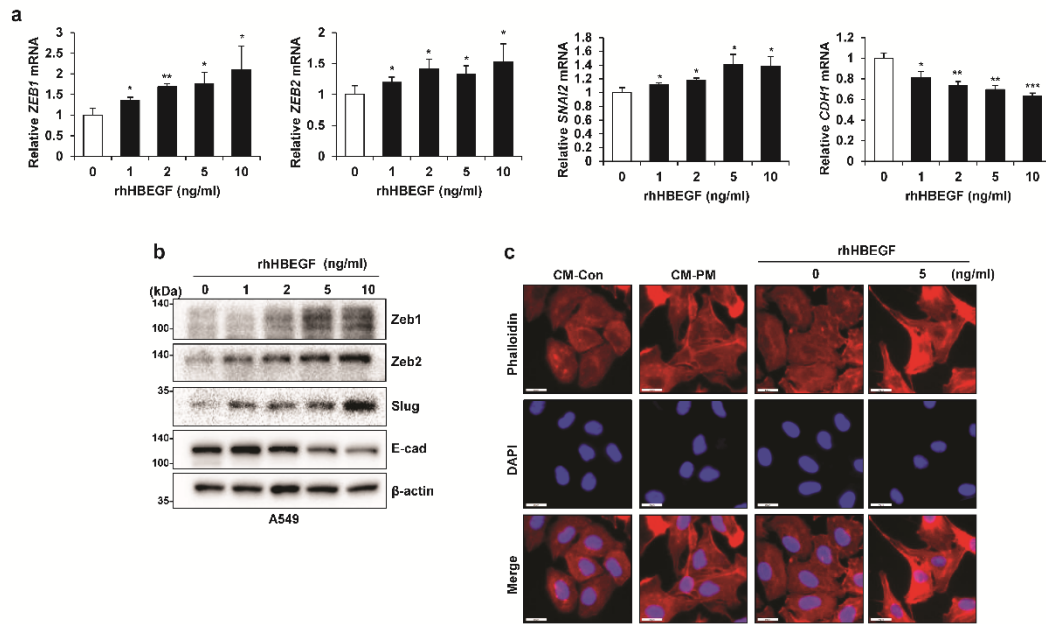 a
Relative ZEB1 mRNA
3
2.5
2
1.5
1
0.5
0
* ** * *
0 1 2 5 10
rhHBEGF (ng/ml)
Relative ZEB2 mRNA
2
1.5
1
0.5
0
* * * *
0 1 2 5 10
rhHBEGF (ng/ml)
Relative SNAI2 mRNA
1.8
1.6
1.4
1.2
1
0.8
0.6
0.4
0.2
0
* * * *
0 1 2 5 10
rhHBEGF (ng/ml)
Relative CDH1 mRNA
1.2
1
0.8
0.6
0.4
0.2
0
* ** ** ***
0 1 2 5 10
rhHBEGF (ng/ml)
b
rhHBEGF (ng/ml)
(kDa) 0 1 2 5 10
140
100
Zeb1
140
Zeb2
35
Slug
140
100
E-cad
35
β-actin
A549
c
rhHBEGF
CM-Con CM-PM 0 5 (ng/ml)
Phalloidin
DAPI
Merge